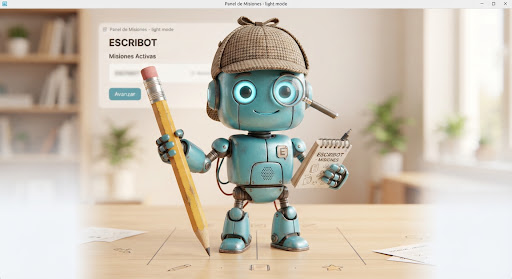 Panel de Misiones · light mode
Panel de Misiones - light mode
ESCRIBOT
Misiones Activas
Avanzar
E
ESCRIBOT
MISIONES